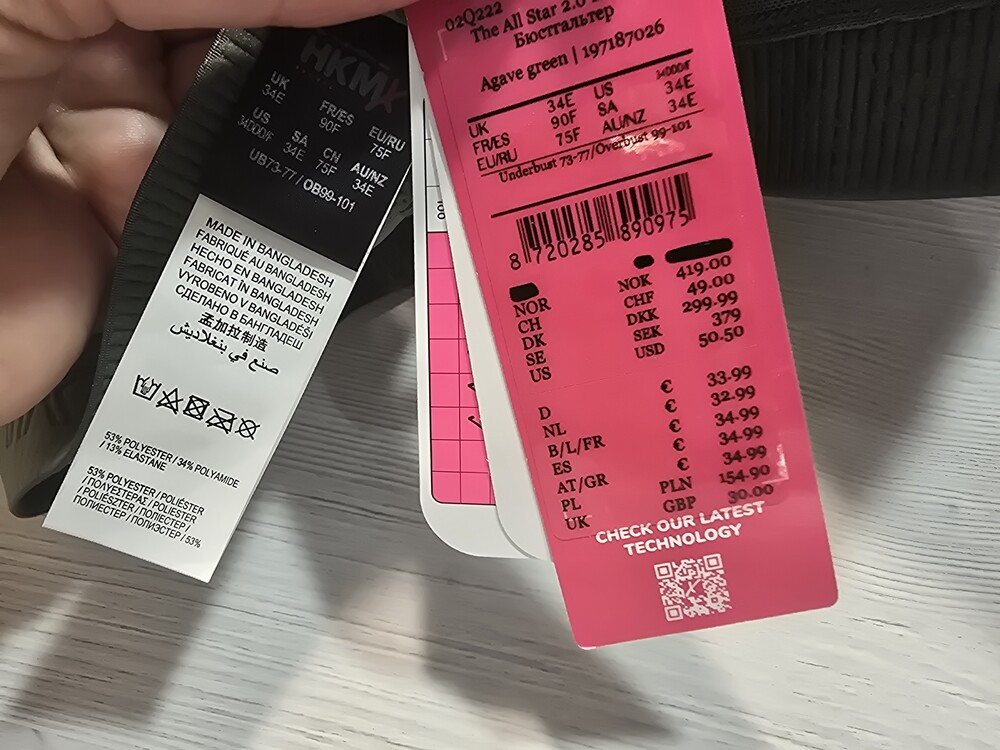 HKMX
UK
34E
FR/ES
90F
EU/RU
75F
US
34DDD/F
SA
34E
CN
75F
AU/NZ
34E
UB73-77 / OB99-101
MADE IN BANGLADESH
FABRIQUÉ AU BANGLADESH
HECHO EN BANGLADESH
FABRICAT ÎN BANGLADESH
VYROBENO V BANGLADÉŠI
СДЕЛАНО В БАНГЛАДЕШ
孟加拉制造
صنع في بنغلاديش
53% POLYESTER / 34% POLYAMIDE
/ 13% ELASTANE
53% POLYESTER / POLIÉSTER
/ ΠΟΛΥΕΣΤΕΡΑΣ / POLIESTER
/ POLIÉSZTER / ПОЛІЕСТЕР /
ПОЛИЕСТЕР / ПОЛИЭСТЕР / 53%
100
02Q222
The All Star 2.0
Бюстгальтер
Agave green | 197187026
UK 34E US 34DDD/F
FR/ES 90F SA 34E
EU/RU 75F AU/NZ 34E
Underbust 73-77/Overbust 99-101
8 720285 890975
NOR NOK 419.00
CH CHF 49.00
DK DKK 299.99
SE SEK 379
US USD 50.50
D € 33.99
NL € 32.99
B/L/FR € 34.99
ES € 34.99
AT/GR € 34.99
PL PLN 154.90
UK GBP 30.00
CHECK OUR LATEST
TECHNOLOGY